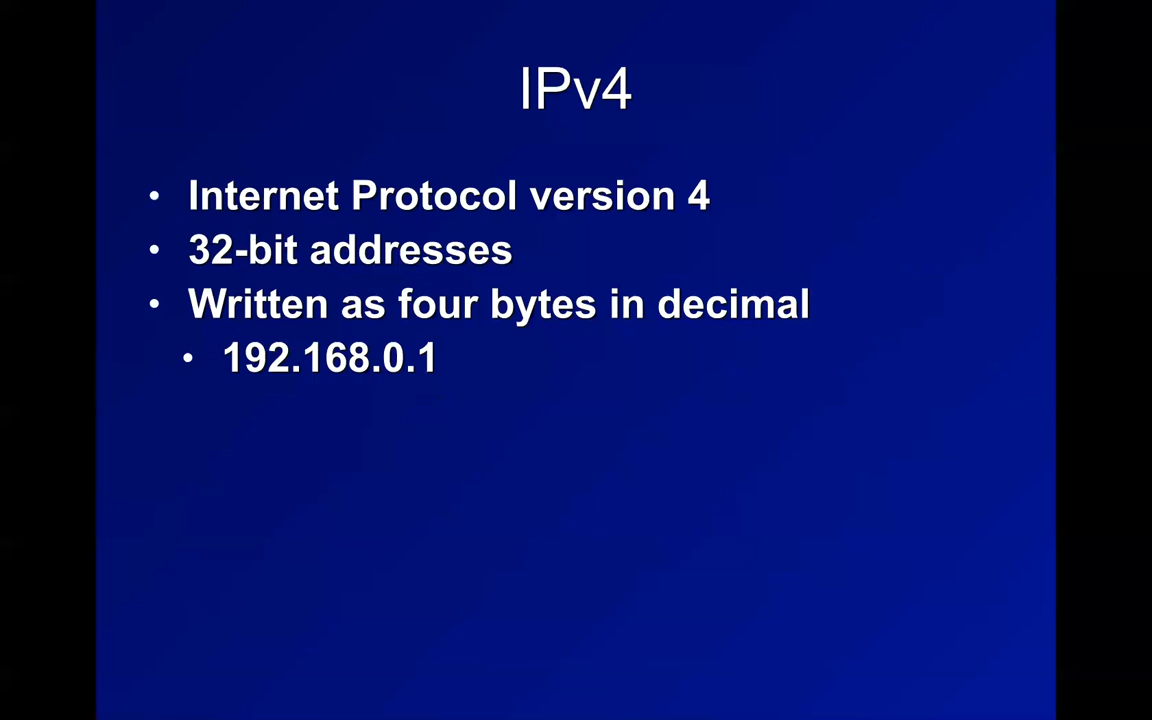 IPv4
• Internet Protocol version 4
• 32-bit addresses
• Written as four bytes in decimal
• 192.168.0.1